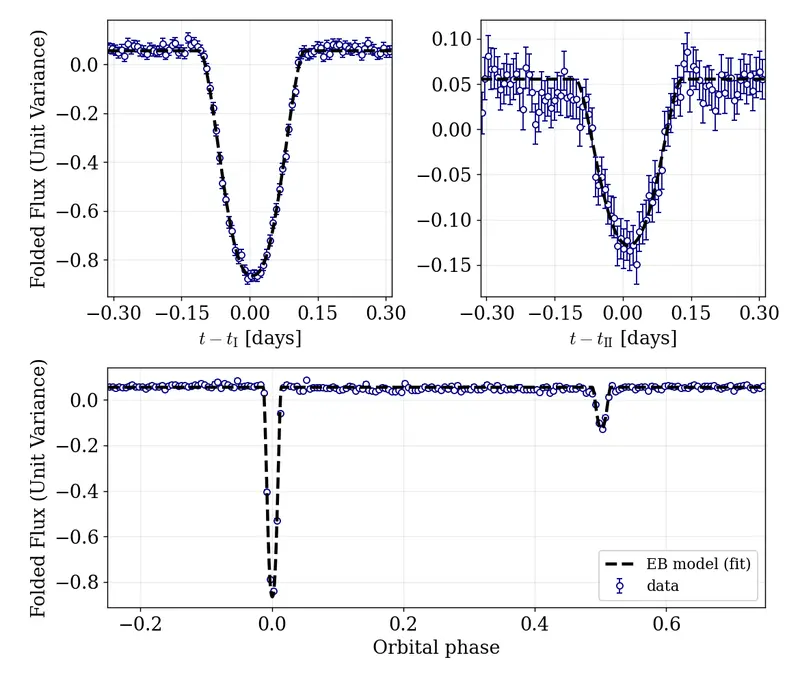 Folded Flux (Unit Variance)
0.0
−0.2
−0.4
−0.6
−0.8
−0.30 −0.15 0.00 0.15 0.30
t − tI [days]
0.10
0.05
0.00
−0.05
−0.10
−0.15
−0.30 −0.15 0.00 0.15 0.30
t − tII [days]
Folded Flux (Unit Variance)
0.0
−0.2
−0.4
−0.6
−0.8
EB model (fit)
data
−0.2 0.0 0.2 0.4 0.6
Orbital phase